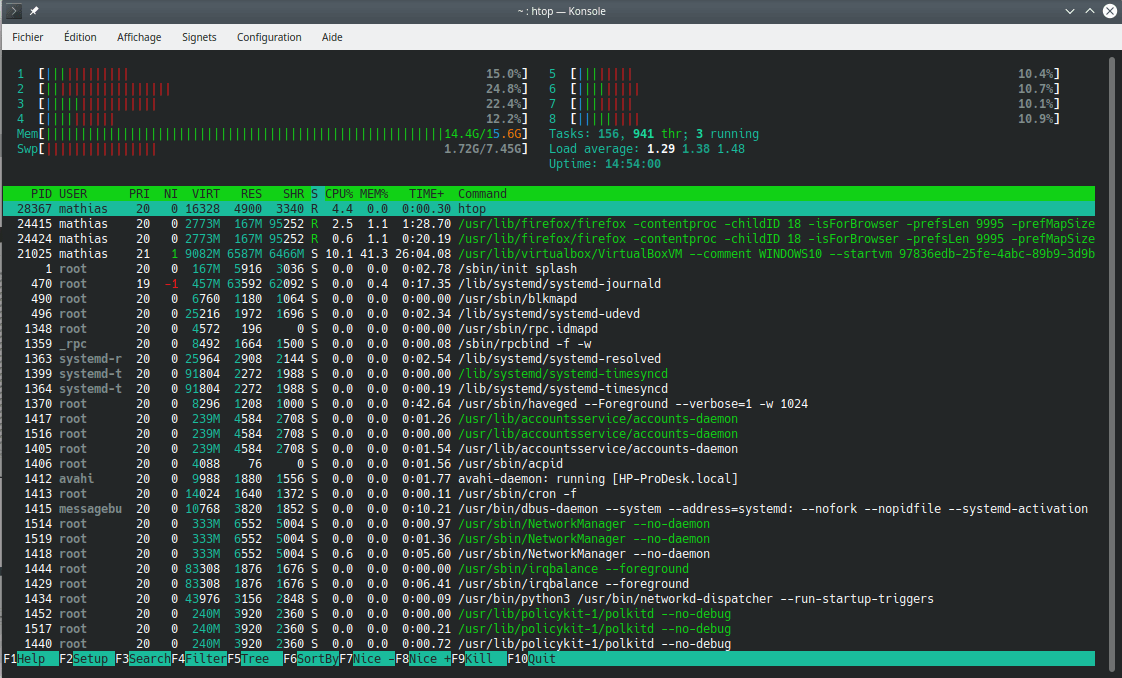 ~ : htop — Konsole
Fichier Édition Affichage Signets Configuration Aide
1 [||||||||||||| 15.0%] 5 [||||||||| 10.4%]
2 [||||||||||||||||||| 24.8%] 6 [|||||||||| 10.7%]
3 [||||||||||||||||| 22.4%] 7 [||||||||| 10.1%]
4 [||||||||||| 12.2%] 8 [|||||||||| 10.9%]
Mem[|||||||||||||||||||||||||||||||||||||||||||||||||||||||||14.4G/15.6G] Tasks: 156, 941 thr; 3 running
Swp[||||||||||||||||| 1.72G/7.45G] Load average: 1.29 1.38 1.48
Uptime: 14:54:00
PID USER PRI NI VIRT RES SHR S CPU% MEM% TIME+ Command
28367 mathias 20 0 16328 4900 3340 R 4.4 0.0 0:00.30 htop
24415 mathias 20 0 2773M 167M 95252 R 2.5 1.1 1:28.70 /usr/lib/firefox/firefox -contentproc -childID 18 -isForBrowser -prefsLen 9995 -prefMapSize
24424 mathias 20 0 2773M 167M 95252 R 0.6 1.1 0:20.19 /usr/lib/firefox/firefox -contentproc -childID 18 -isForBrowser -prefsLen 9995 -prefMapSize
21025 mathias 21 1 9082M 6587M 6466M S 10.1 41.3 26:04.08 /usr/lib/virtualbox/VirtualBoxVM --comment WINDOWS10 --startvm 97836edb-25fe-4abc-89b9-3d9b
1 root 20 0 167M 5916 3036 S 0.0 0.0 0:02.78 /sbin/init splash
470 root 19 -1 457M 63592 62092 S 0.0 0.4 0:17.35 /lib/systemd/systemd-journald
490 root 20 0 6760 1180 1064 S 0.0 0.0 0:00.00 /usr/sbin/blkmapd
496 root 20 0 25216 1972 1696 S 0.0 0.0 0:02.34 /lib/systemd/systemd-udevd
1348 root 20 0 4572 196 0 S 0.0 0.0 0:00.00 /usr/sbin/rpc.idmapd
1359 _rpc 20 0 8492 1664 1500 S 0.0 0.0 0:00.08 /sbin/rpcbind -f -w
1363 systemd-r 20 0 25964 2908 2144 S 0.0 0.0 0:02.54 /lib/systemd/systemd-resolved
1399 systemd-t 20 0 91804 2272 1988 S 0.0 0.0 0:00.00 /lib/systemd/systemd-timesyncd
1364 systemd-t 20 0 91804 2272 1988 S 0.0 0.0 0:00.19 /lib/systemd/systemd-timesyncd
1370 root 20 0 8296 1208 1000 S 0.0 0.0 0:42.64 /usr/sbin/haveged --Foreground --verbose=1 -w 1024
1417 root 20 0 239M 4584 2708 S 0.0 0.0 0:01.26 /usr/lib/accountsservice/accounts-daemon
1516 root 20 0 239M 4584 2708 S 0.0 0.0 0:00.00 /usr/lib/accountsservice/accounts-daemon
1405 root 20 0 239M 4584 2708 S 0.0 0.0 0:01.54 /usr/lib/accountsservice/accounts-daemon
1406 root 20 0 4088 76 0 S 0.0 0.0 0:01.56 /usr/sbin/acpid
1412 avahi 20 0 9988 1880 1556 S 0.0 0.0 0:01.77 avahi-daemon: running [HP-ProDesk.local]
1413 root 20 0 14024 1640 1372 S 0.0 0.0 0:00.11 /usr/sbin/cron -f
1415 messagebu 20 0 10768 3820 1852 S 0.0 0.0 0:10.21 /usr/bin/dbus-daemon --system --address=systemd: --nofork --nopidfile --systemd-activation
1514 root 20 0 333M 6552 5004 S 0.0 0.0 0:00.97 /usr/sbin/NetworkManager --no-daemon
1519 root 20 0 333M 6552 5004 S 0.0 0.0 0:01.36 /usr/sbin/NetworkManager --no-daemon
1418 root 20 0 333M 6552 5004 S 0.6 0.0 0:05.60 /usr/sbin/NetworkManager --no-daemon
1444 root 20 0 83308 1876 1676 S 0.0 0.0 0:00.00 /usr/sbin/irqbalance --foreground
1429 root 20 0 83308 1876 1676 S 0.0 0.0 0:06.41 /usr/sbin/irqbalance --foreground
1434 root 20 0 43976 3156 2848 S 0.0 0.0 0:00.09 /usr/bin/python3 /usr/bin/networkd-dispatcher --run-startup-triggers
1452 root 20 0 240M 3920 2360 S 0.0 0.0 0:00.00 /usr/lib/policykit-1/polkitd --no-debug
1517 root 20 0 240M 3920 2360 S 0.0 0.0 0:00.21 /usr/lib/policykit-1/polkitd --no-debug
1440 root 20 0 240M 3920 2360 S 0.0 0.0 0:00.72 /usr/lib/policykit-1/polkitd --no-debug
F1Help F2Setup F3SearchF4FilterF5Tree F6SortByF7Nice -F8Nice +F9Kill F10Quit